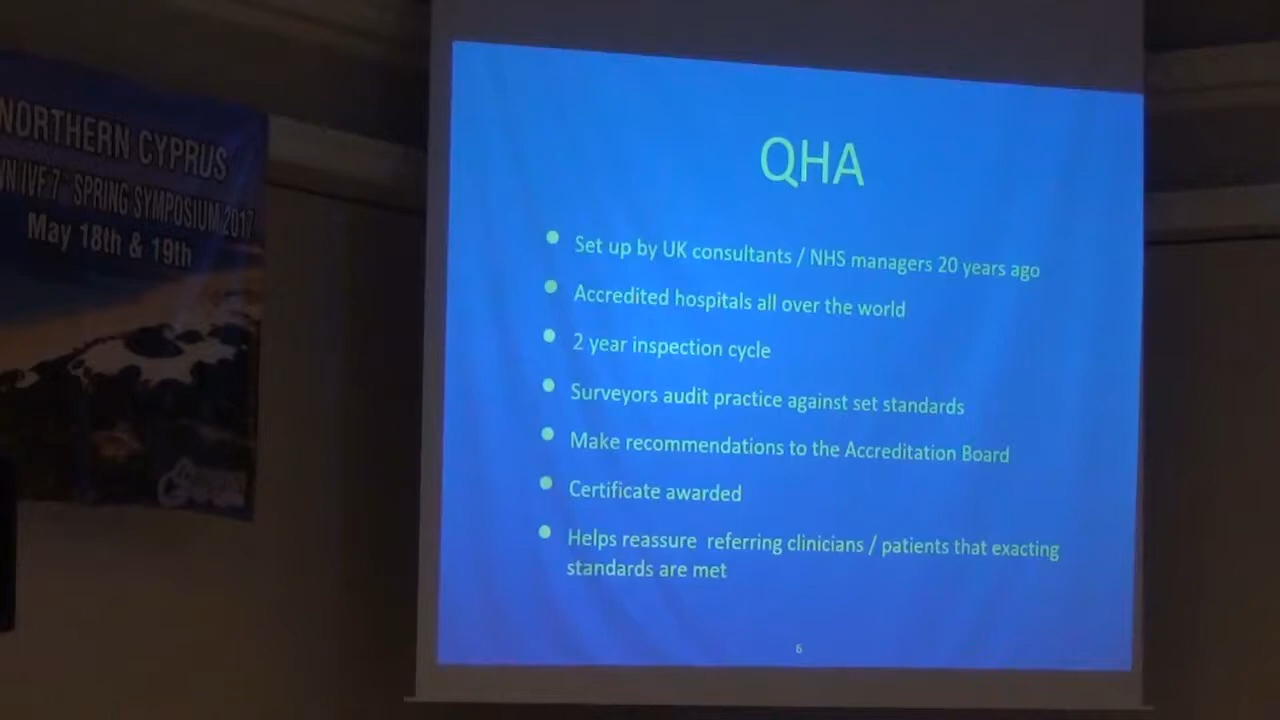 NORTHERN CYPRUS
IVF 7 SPRING SYMPOSIUM 2017
May 18th & 19th
QHA
Set up by UK consultants / NHS managers 20 years ago
Accredited hospitals all over the world
2 year inspection cycle
Surveyors audit practice against set standards
Make recommendations to the Accreditation Board
Certificate awarded
Helps reassure referring clinicians / patients that exacting
standards are met
6